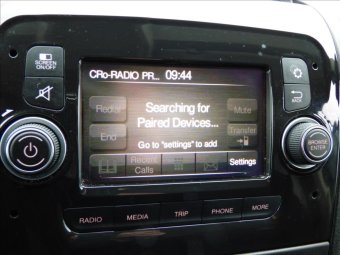 SCREEN
ON/OFF
CRo-RADIO PR... 09:44
BACK
Redial
Searching for
Paired Devices...
Mute
End
Transfer
Go to "settings" to add
Recent
Calls
Settings
BROWSE
ENTER
RADIO
MEDIA
TRIP
PHONE
MORE